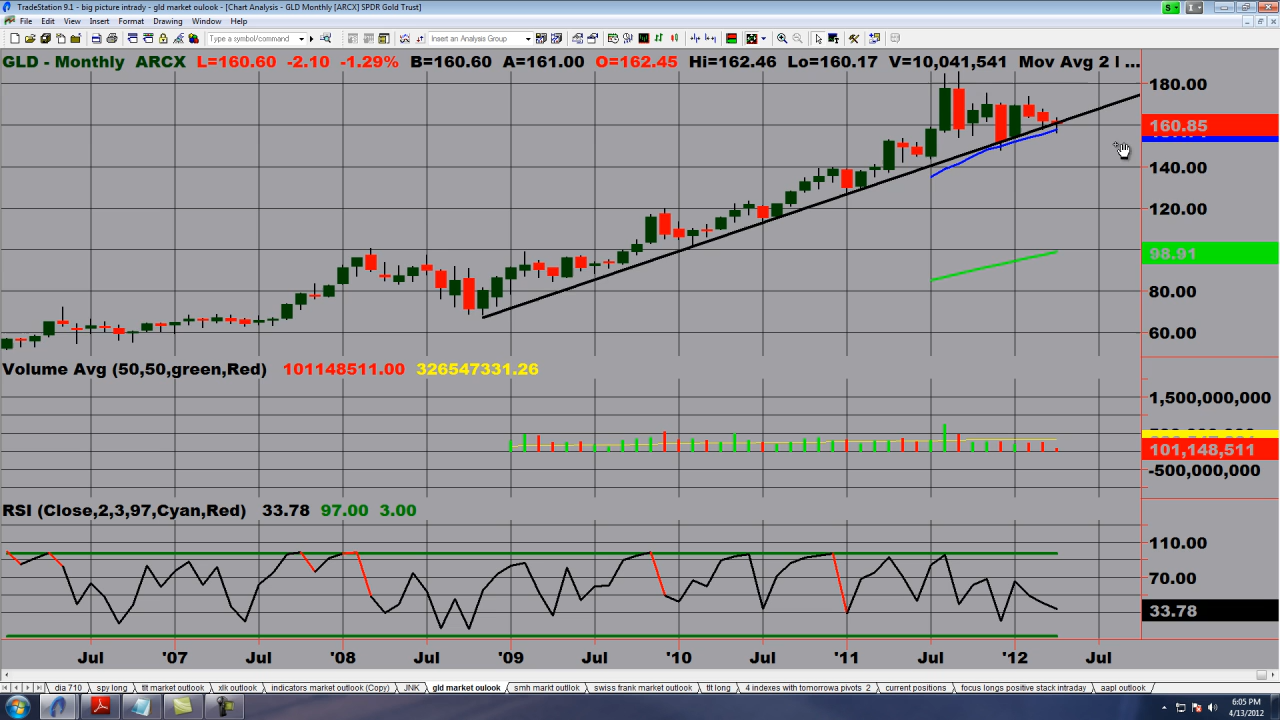 TradeStation 9.1 - big picture intrady - gld market oulook - [Chart Analysis - GLD Monthly [ARCX] SPDR Gold Trust]
File Edit View Insert Format Drawing Window Help
Type a symbol/command Insert an Analysis Group
GLD - Monthly ARCX L=160.60 -2.10 -1.29% B=160.60 A=161.00 O=162.45 Hi=162.46 Lo=160.17 V=10,041,541 Mov Avg 2 l ...
180.00
160.85
140.00
120.00
98.91
80.00
60.00
Volume Avg (50,50,green,Red) 101148511.00 326547331.26
1,500,000,000
101,148,511
-500,000,000
RSI (Close,2,3,97,Cyan,Red) 33.78 97.00 3.00
110.00
70.00
33.78
Jul '07 Jul '08 Jul '09 Jul '10 Jul '11 Jul '12 Jul
dia 710 spy long tlt market outlook xlk outlook indicators market outlook (Copy) JNK gld market oulook smh markt outllok swiss frank market outlook tlt long 4 indexes with tomorrowa pivots 2 current positions focus longs positive stack intraday aapl outlook
6:05 PM
4/13/2012